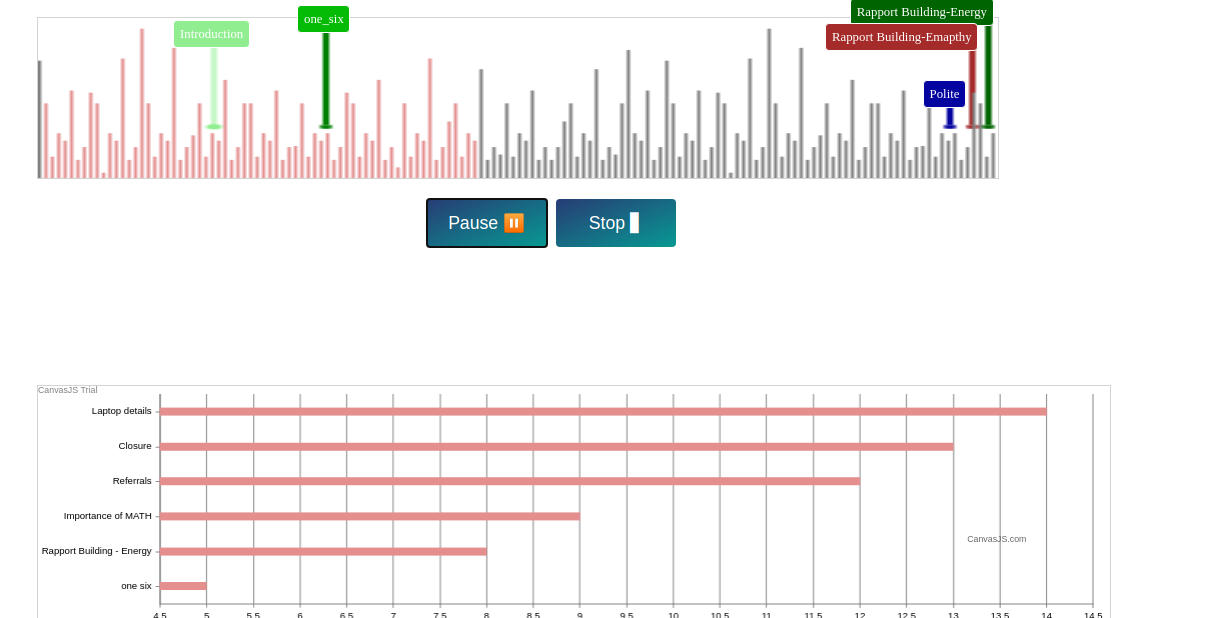 Rapport Building-Energy
one_six
Introduction
Rapport Building-Emapthy
Polite
Pause ⏸
Stop
CanvasJS Trial
Laptop details
Closure
Referrals
Importance of MATH
CanvasJS.com
Rapport Building - Energy
one six
4.5 5 5.5 6 6.5 7 7.5 8 8.5 9 9.5 10 10.5 11 11.5 12 12.5 13 13.5 14 14.5